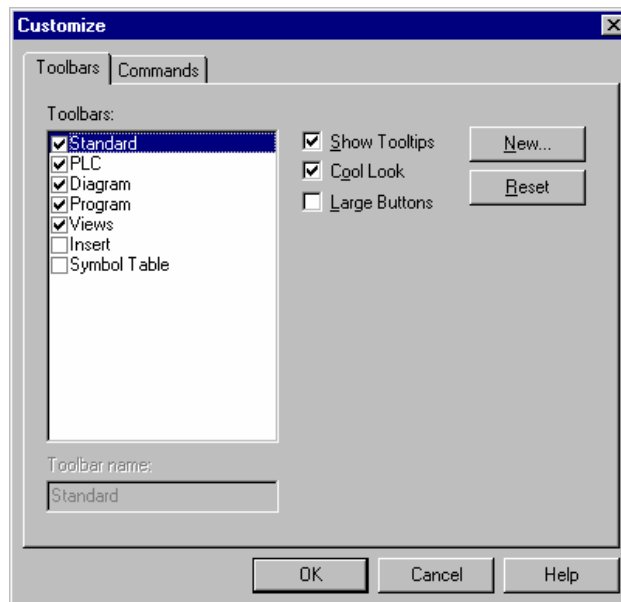 Customize
Toolbars Commands
Toolbars:
Standard
PLC
Diagram
Program
Views
Insert
Symbol Table
Show Tooltips
Cool Look
Large Buttons
New...
Reset
Toolbar name:
Standard
OK Cancel Help